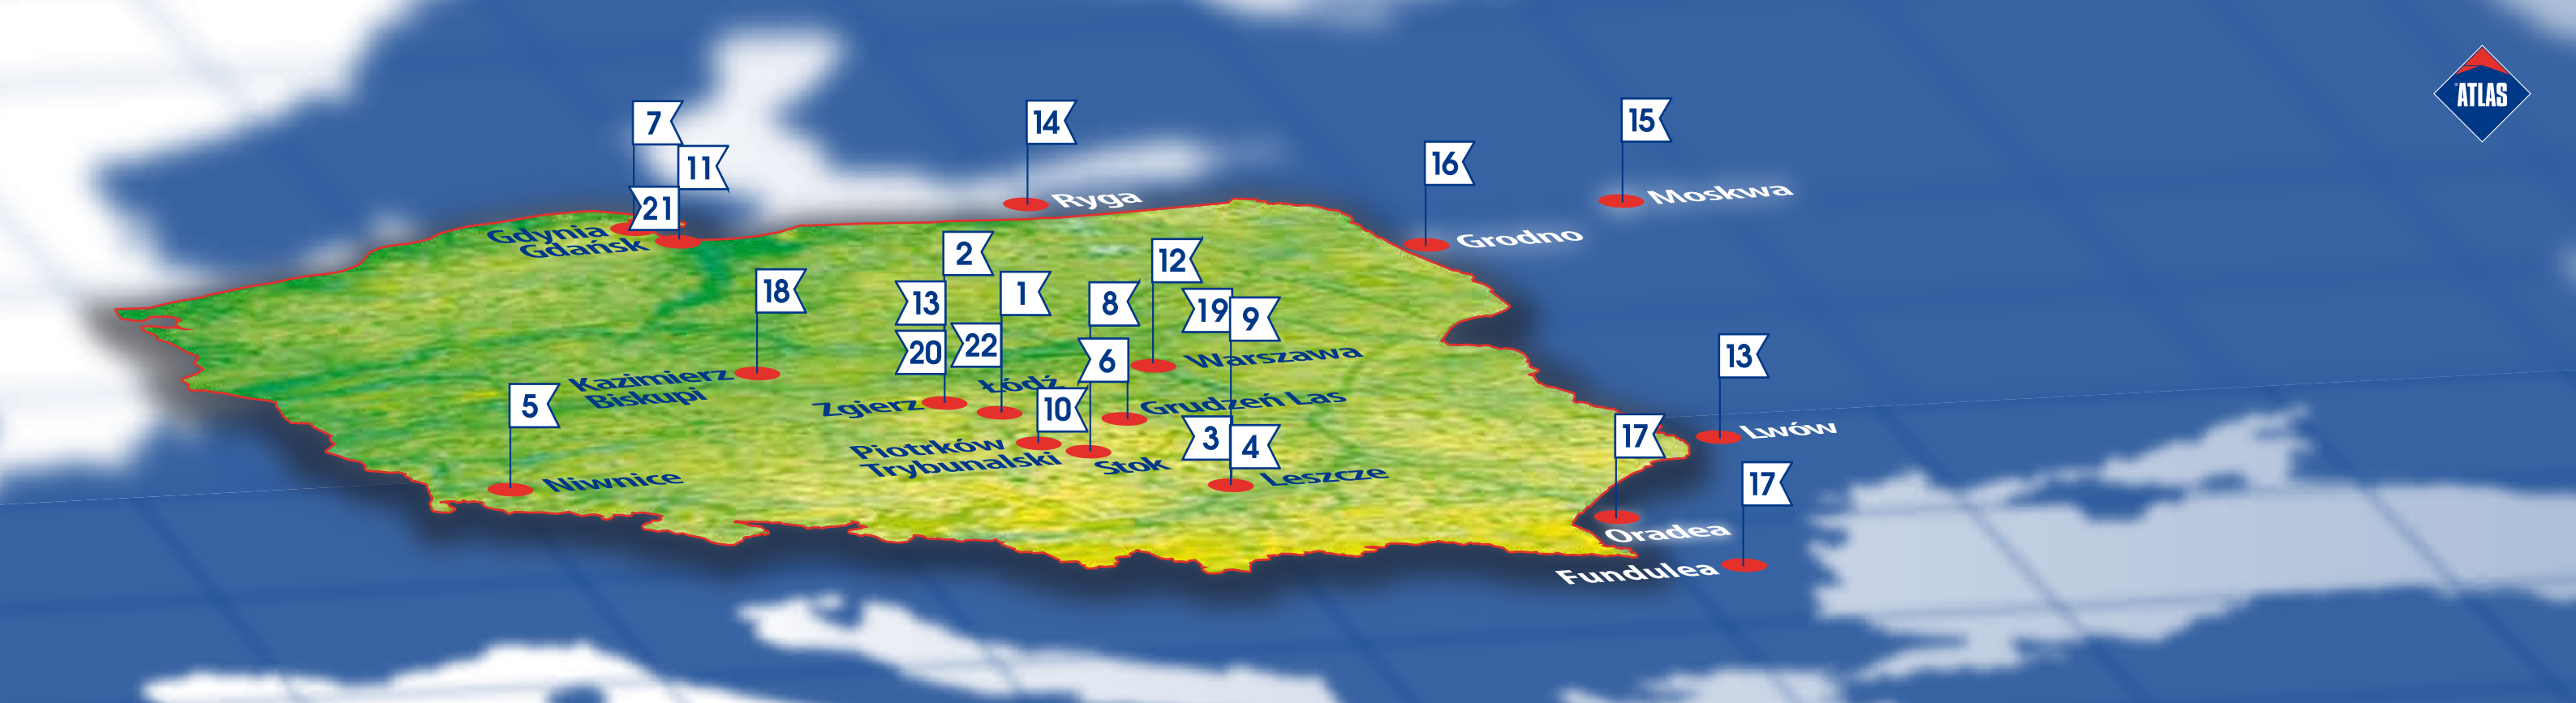 ATLAS
7
14
15
11
16
21
Ryga
Moskwa
Gdynia
Gdańsk
Grodno
2
12
18
13
1
8
19
9
20
22
6
Warszawa
13
Kazimierz
Biskupi
Łódź
5
Zgierz
10
Grudzeń Las
17
Lwów
Piotrków
Trybunalski
Stok
3
4
Leszcze
Niwnice
17
Oradea
Fundulea